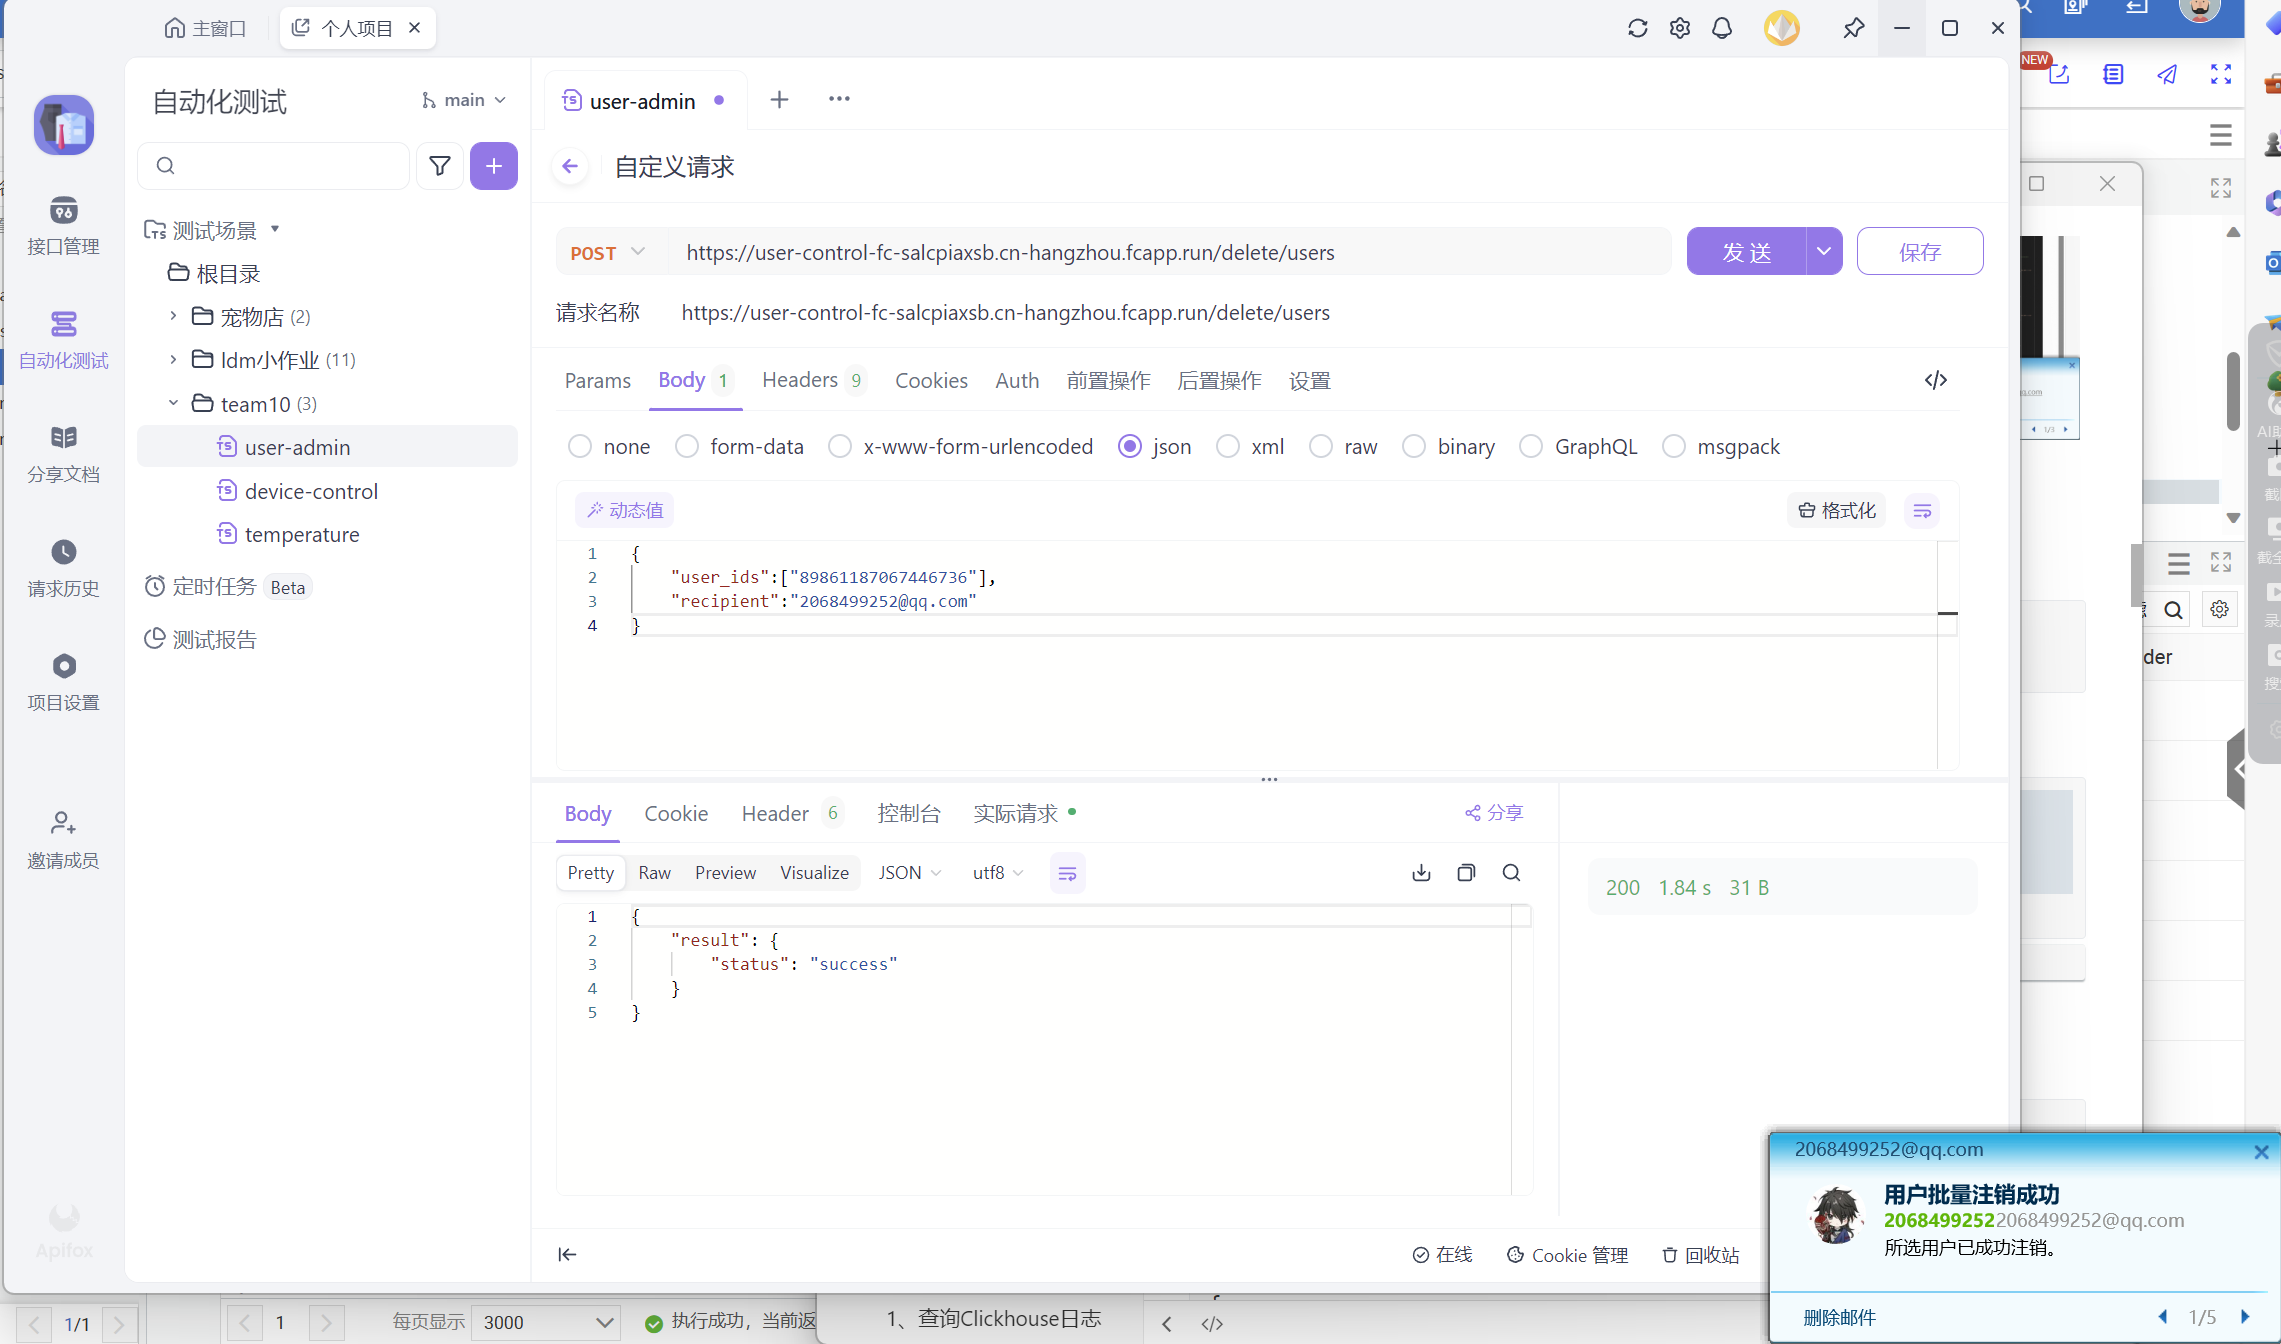 主窗口
个人项目
自动化测试
main
接口管理
自动化测试
分享文档
请求历史
项目设置
邀请成员
Apifox
测试场景
根目录
宠物店 (2)
ldm小作业 (11)
team10 (3)
user-admin
device-control
temperature
定时任务 Beta
测试报告
user-admin
自定义请求
POST https://user-control-fc-salcpiaxsb.cn-hangzhou.fcapp.run/delete/users
发 送
保存
请求名称 https://user-control-fc-salcpiaxsb.cn-hangzhou.fcapp.run/delete/users
Params Body 1 Headers 9 Cookies Auth 前置操作 后置操作 设置
none form-data x-www-form-urlencoded json xml raw binary GraphQL msgpack
动态值
格式化
1 {
2 "user_ids":["89861187067446736"],
3 "recipient":"2068499252@qq.com"
4 }
Body Cookie Header 6 控制台 实际请求
分享
Pretty Raw Preview Visualize JSON utf8
200 1.84 s 31 B
1 {
2 "result": {
3 "status": "success"
4 }
5 }
在线 Cookie 管理 回收站
NEW
der
1/3
2068499252@qq.com
用户批量注销成功
20684992522068499252@qq.com
所选用户已成功注销。
删除邮件
1/5
1/1
1
每页显示 3000
执行成功，当前返
1、查询Clickhouse日志